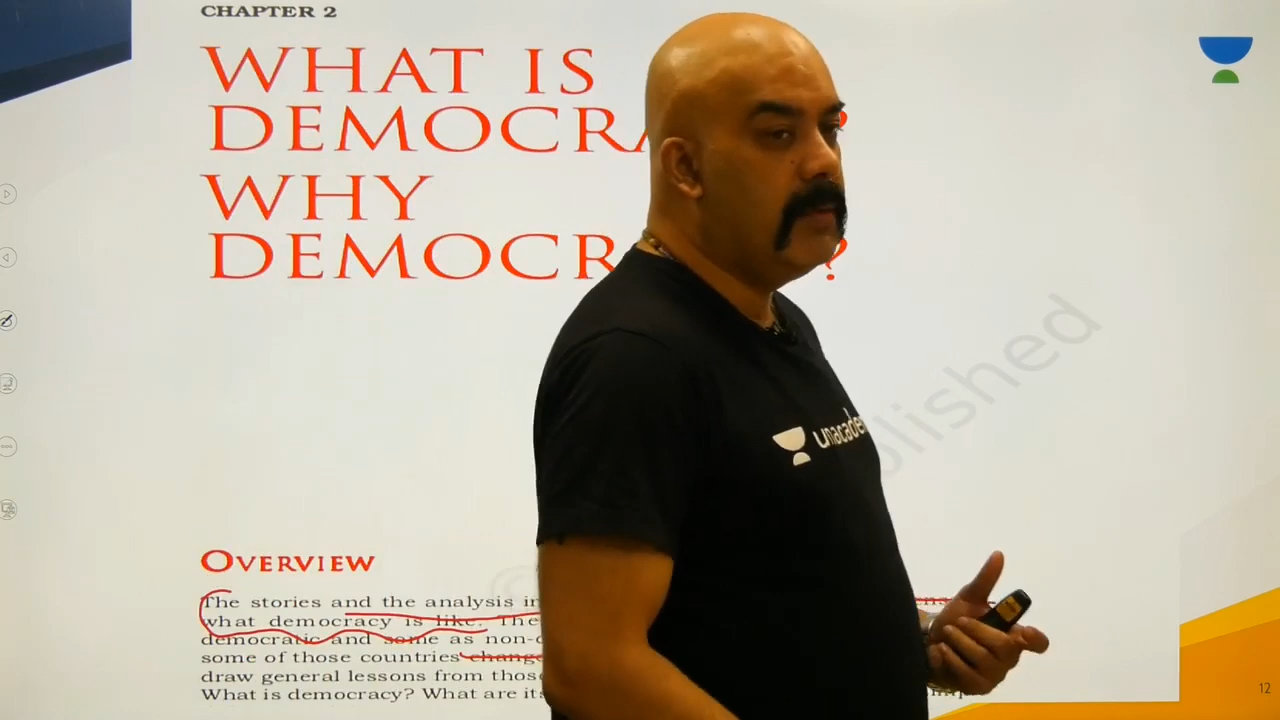 CHAPTER 2
WHAT IS
DEMOCRA ?
WHY
DEMOCR ?
unacade
OVERVIEW
The stories and the analysis in
what democracy is like. The
democratic and some as non-
some of those countries change
draw general lessons from those
What is democracy? What are its
12